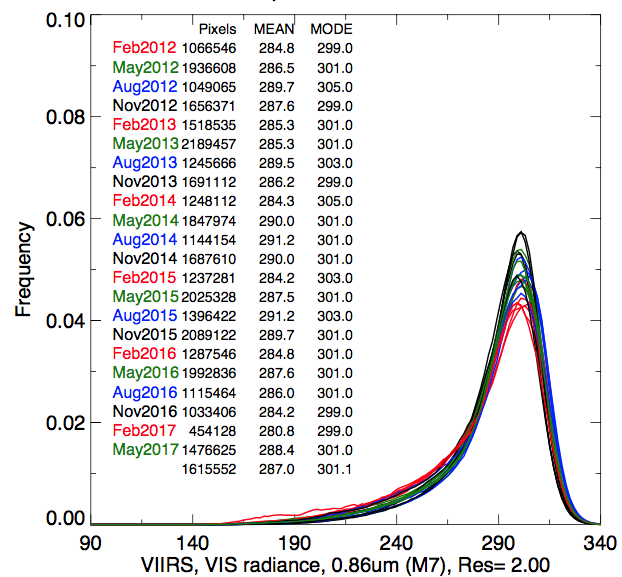 Pixels MEAN MODE
Feb2012 1066546 284.8 299.0
May2012 1936608 286.5 301.0
Aug2012 1049065 289.7 305.0
Nov2012 1656371 287.6 299.0
Feb2013 1518535 285.3 301.0
May2013 2189457 285.3 301.0
Aug2013 1245666 289.5 303.0
Nov2013 1691112 286.2 299.0
Feb2014 1248112 284.3 305.0
May2014 1847974 290.0 301.0
Aug2014 1144154 291.2 301.0
Nov2014 1687610 290.0 301.0
Feb2015 1237281 284.2 303.0
May2015 2025328 287.5 301.0
Aug2015 1396422 291.2 303.0
Nov2015 2089122 289.7 301.0
Feb2016 1287546 284.8 301.0
May2016 1992836 287.6 301.0
Aug2016 1115464 286.0 301.0
Nov2016 1033406 284.2 299.0
Feb2017 454128 280.8 299.0
May2017 1476625 288.4 301.0
1615552 287.0 301.1
0.10
0.08
0.06
0.04
0.02
0.00
Frequency
90 140 190 240 290 340
VIIRS, VIS radiance, 0.86um (M7), Res= 2.00